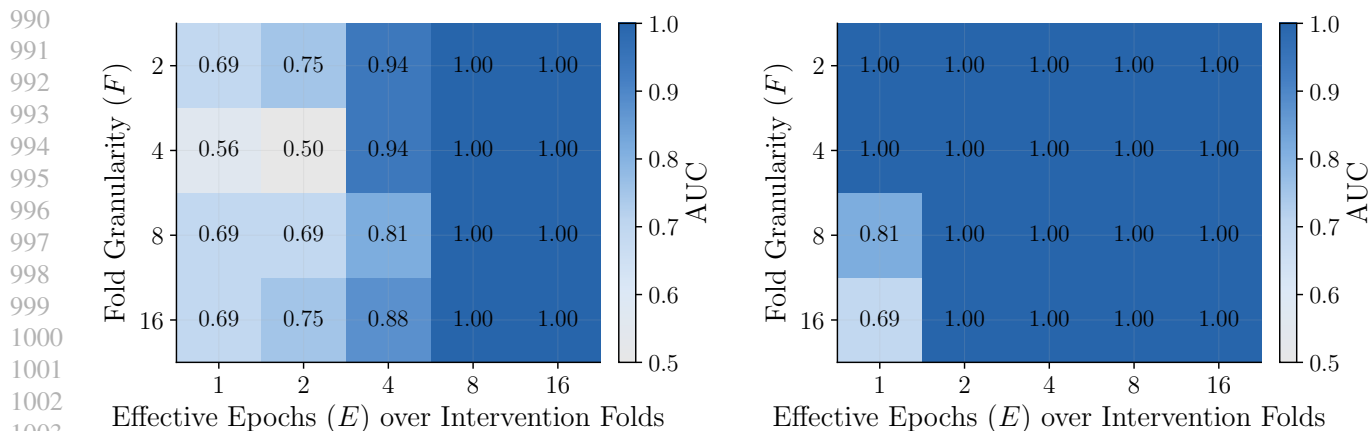 990
991
992
993
994
995
996
997
998
999
1000
1001
1002
Fold Granularity (F)
2 0.69 0.75 0.94 1.00 1.00
4 0.56 0.50 0.94 1.00 1.00
8 0.69 0.69 0.81 1.00 1.00
16 0.69 0.75 0.88 1.00 1.00
1 2 4 8 16
Effective Epochs (E) over Intervention Folds
1.0
0.9
0.8
0.7
0.6
0.5
AUC
Fold Granularity (F)
2 1.00 1.00 1.00 1.00 1.00
4 1.00 1.00 1.00 1.00 1.00
8 0.81 1.00 1.00 1.00 1.00
16 0.69 1.00 1.00 1.00 1.00
1 2 4 8 16
Effective Epochs (E) over Intervention Folds
1.0
0.9
0.8
0.7
0.6
0.5
AUC